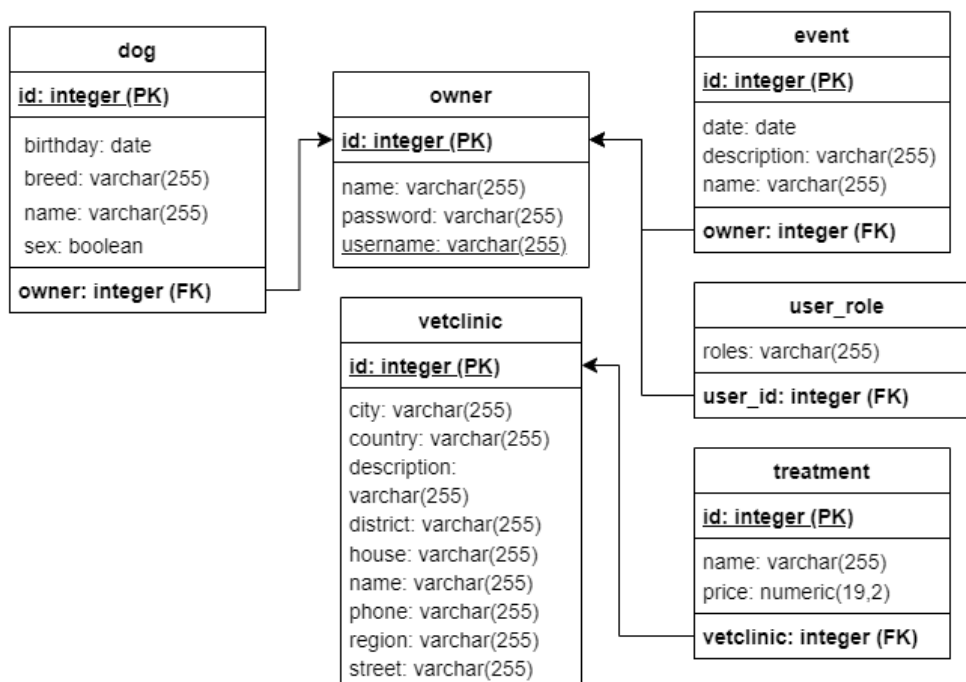 dog
id: integer (PK)
birthday: date
breed: varchar(255)
name: varchar(255)
sex: boolean
owner: integer (FK)
owner
id: integer (PK)
name: varchar(255)
password: varchar(255)
username: varchar(255)
event
id: integer (PK)
date: date
description: varchar(255)
name: varchar(255)
owner: integer (FK)
vetclinic
id: integer (PK)
city: varchar(255)
country: varchar(255)
description:
varchar(255)
district: varchar(255)
house: varchar(255)
name: varchar(255)
phone: varchar(255)
region: varchar(255)
street: varchar(255)
user_role
roles: varchar(255)
user_id: integer (FK)
treatment
id: integer (PK)
name: varchar(255)
price: numeric(19,2)
vetclinic: integer (FK)